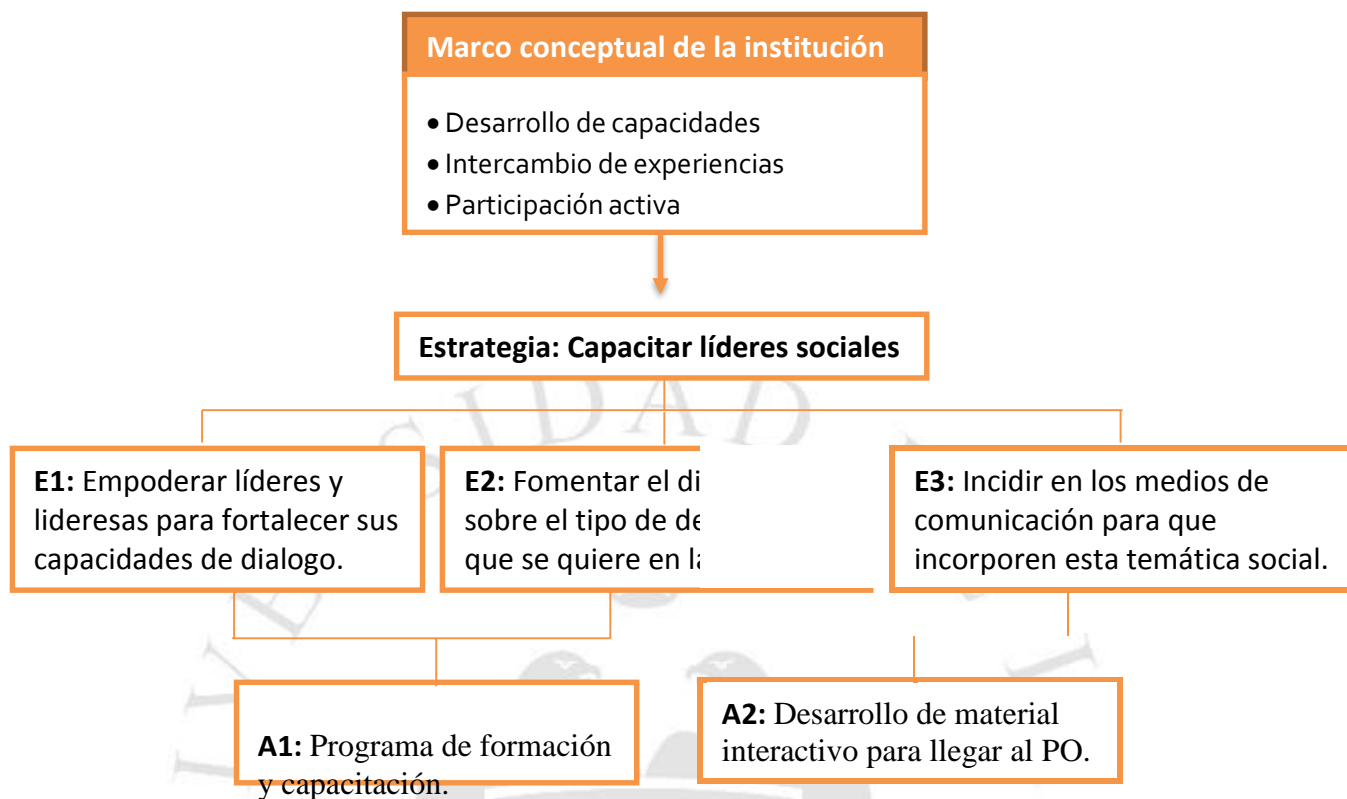 Marco conceptual de la institución
• Desarrollo de capacidades
• Intercambio de experiencias
• Participación activa
Estrategia: Capacitar líderes sociales
E1: Empoderar líderes y
lideresas para fortalecer sus
capacidades de dialogo.
E2: Fomentar el
sobre el tipo de
que se quiere en
E3: Incidir en los medios de
comunicación para que
incorporen esta temática social.
A1: Programa de formación
y capacitación.
A2: Desarrollo de material
interactivo para llegar al PO.